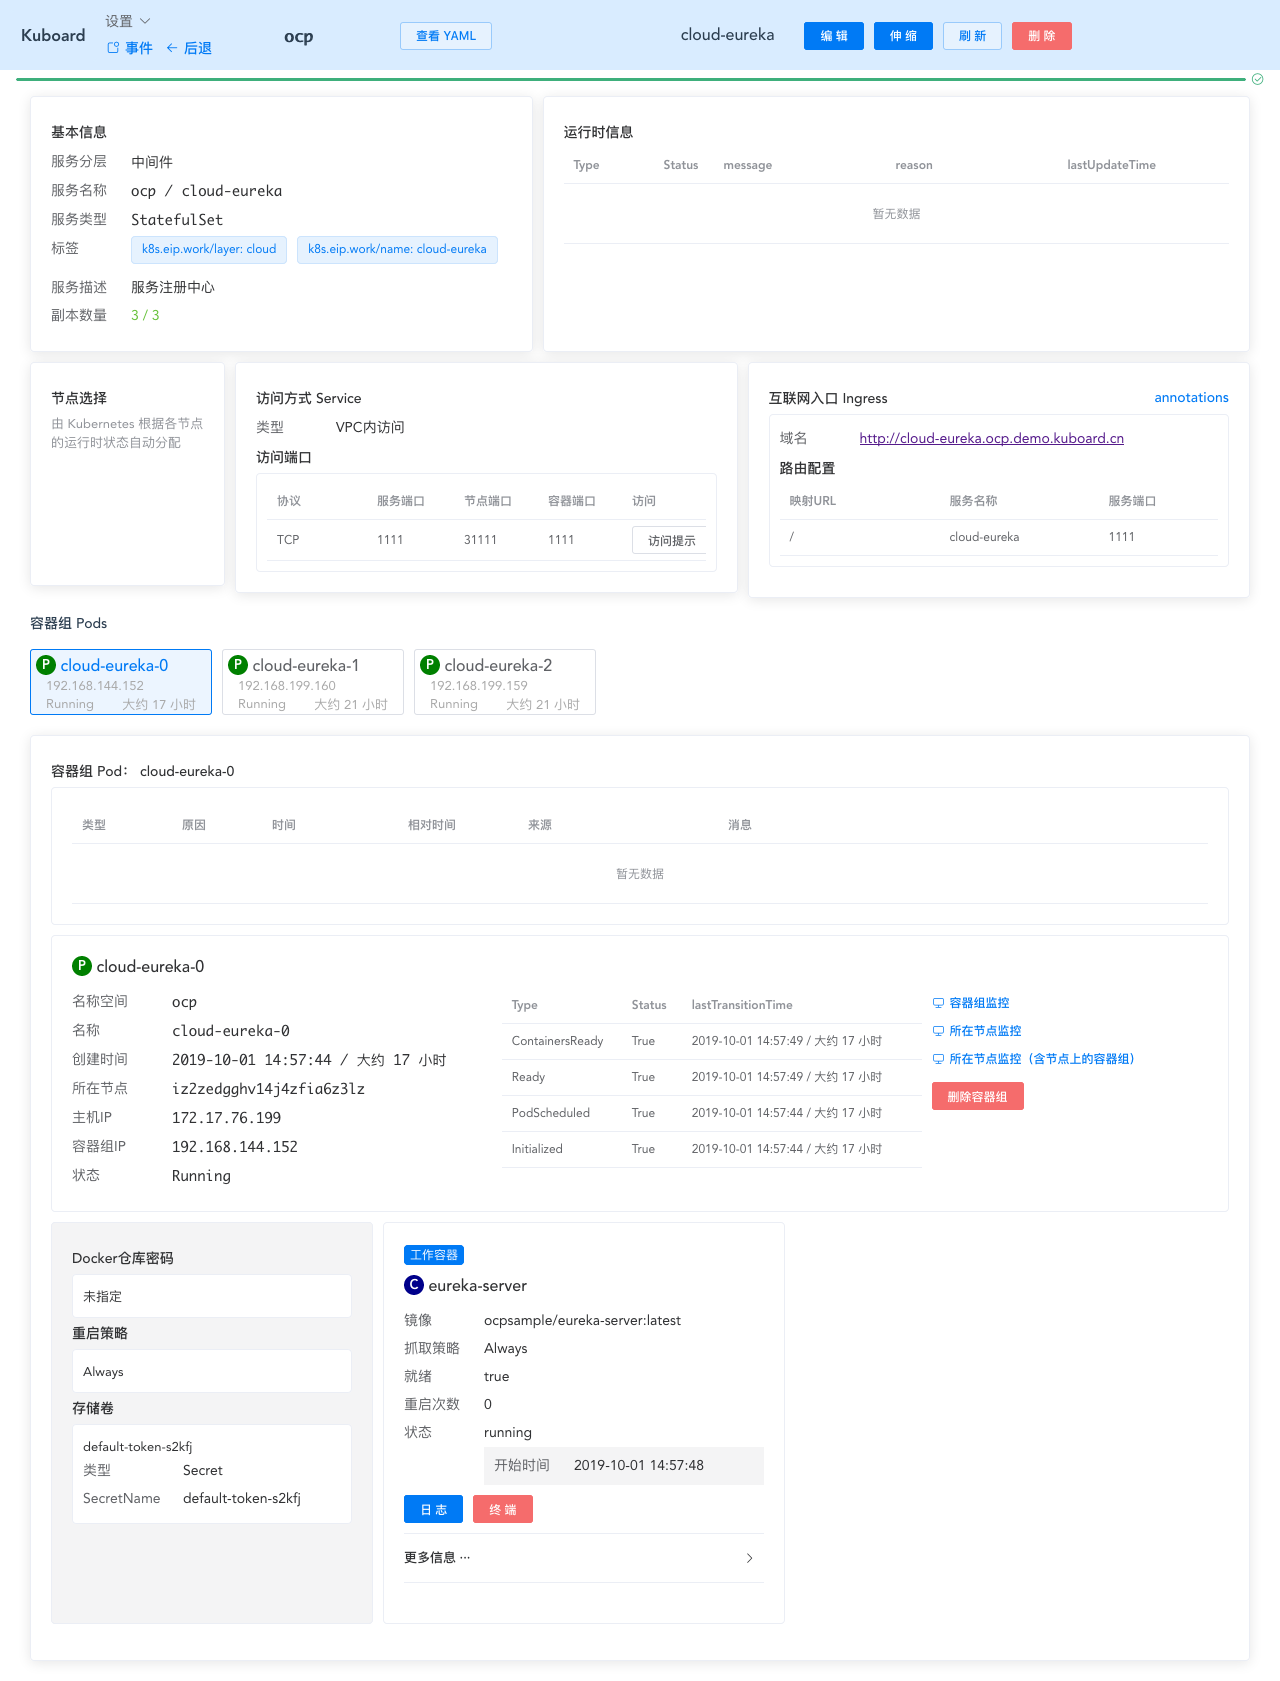 Kuboard
设置
事件 后退
ocp
查看 YAML
cloud-eureka
编 辑
伸 缩
刷 新
删 除
基本信息
服务分层 中间件
服务名称 ocp / cloud-eureka
服务类型 StatefulSet
标签 k8s.eip.work/layer: cloud k8s.eip.work/name: cloud-eureka
服务描述 服务注册中心
副本数量 3 / 3
运行时信息
Type Status message reason lastUpdateTime
暂无数据
节点选择
由 Kubernetes 根据各节点
的运行时状态自动分配
访问方式 Service
类型 VPC内访问
访问端口
协议 服务端口 节点端口 容器端口 访问
TCP 1111 31111 1111 访问提示
互联网入口 Ingress annotations
域名 http://cloud-eureka.ocp.demo.kuboard.cn
路由配置
映射URL 服务名称 服务端口
/ cloud-eureka 1111
容器组 Pods
P cloud-eureka-0
192.168.144.152
Running 大约 17 小时
P cloud-eureka-1
192.168.199.160
Running 大约 21 小时
P cloud-eureka-2
192.168.199.159
Running 大约 21 小时
容器组 Pod： cloud-eureka-0
类型 原因 时间 相对时间 来源 消息
暂无数据
P cloud-eureka-0
名称空间 ocp
名称 cloud-eureka-0
创建时间 2019-10-01 14:57:44 / 大约 17 小时
所在节点 iz2zedgghv14j4zfia6z3lz
主机IP 172.17.76.199
容器组IP 192.168.144.152
状态 Running
Type Status lastTransitionTime
ContainersReady True 2019-10-01 14:57:49 / 大约 17 小时
Ready True 2019-10-01 14:57:49 / 大约 17 小时
PodScheduled True 2019-10-01 14:57:44 / 大约 17 小时
Initialized True 2019-10-01 14:57:44 / 大约 17 小时
容器组监控
所在节点监控
所在节点监控（含节点上的容器组）
删除容器组
Docker仓库密码
未指定
重启策略
Always
存储卷
default-token-s2kfj
类型 Secret
SecretName default-token-s2kfj
工作容器
C eureka-server
镜像 ocpsample/eureka-server:latest
抓取策略 Always
就绪 true
重启次数 0
状态 running
开始时间 2019-10-01 14:57:48
日 志 终 端
更多信息 ···